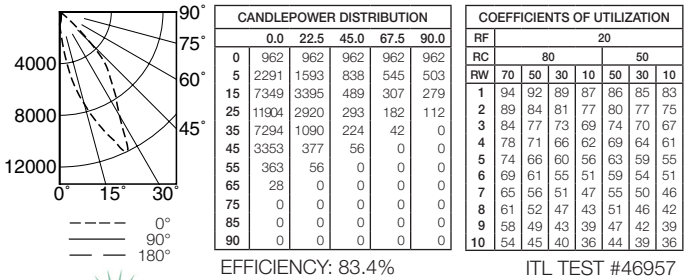 90°
75°
60°
45°
4000
8000
12000
0° 15° 30°
0°
90°
180°
CANDLEPOWER DISTRIBUTION
0.0 22.5 45.0 67.5 90.0
0 962 962 962 962 962
5 2291 1593 838 545 503
15 7349 3395 489 307 279
25 11904 2920 293 182 112
35 7294 1090 224 42 0
45 3353 377 56 0 0
55 363 56 0 0 0
65 28 0 0 0 0
75 0 0 0 0 0
85 0 0 0 0 0
90 0 0 0 0 0
EFFICIENCY: 83.4%
COEFFICIENTS OF UTILIZATION
RF 20
RC 80 50
RW 70 50 30 10 50 30 10
1 94 92 89 87 86 85 83
2 89 84 81 77 80 77 75
3 84 77 73 69 74 70 67
4 78 71 66 62 69 64 61
5 74 66 60 56 63 59 55
6 69 61 55 51 59 54 51
7 65 56 51 47 55 50 46
8 61 52 47 43 51 46 42
9 58 49 43 39 47 42 39
10 54 45 40 36 44 39 36
ITL TEST #46957